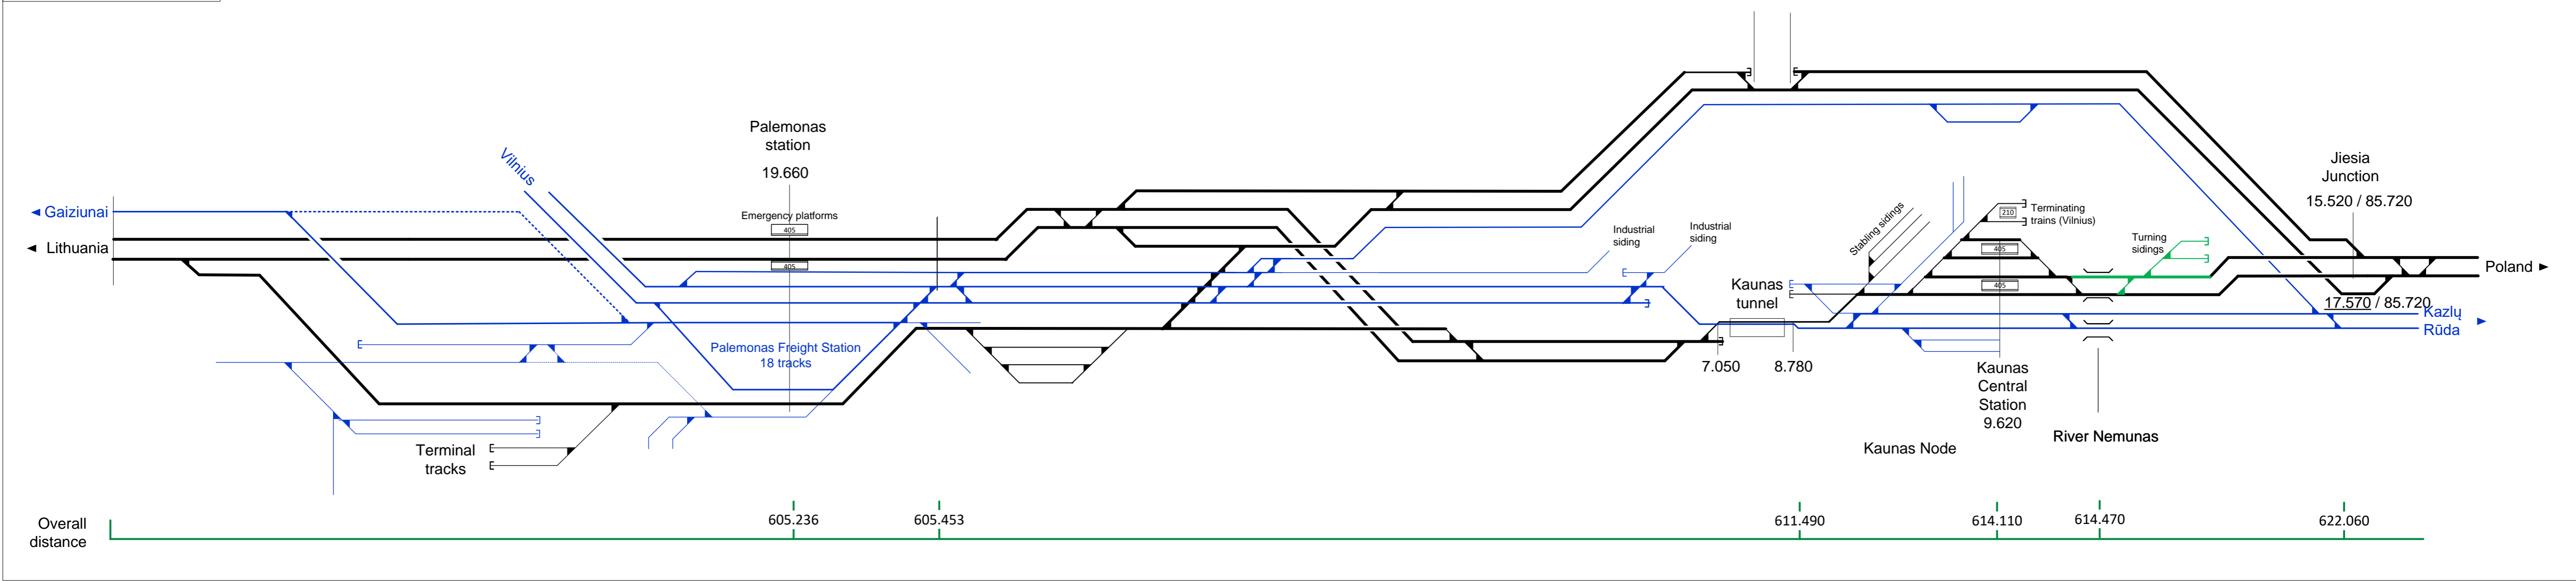 Palemonas
station
19.660
Vilnius
Gaiziunai
Lithuania
Emergency platforms
405
405
Palemonas Freight Station
18 tracks
Terminal
tracks
Industrial
siding
Industrial
siding
Kaunas
tunnel
7.050
8.780
Stabling sidings
210
Terminating
trains (Vilnius)
405
405
Turning
sidings
Jiesia
Junction
15.520 / 85.720
Poland
17.570 / 85.720
Kazlų
Rūda
Kaunas
Central
Station
9.620
River Nemunas
Kaunas Node
Overall
distance
605.236
605.453
611.490
614.110
614.470
622.060